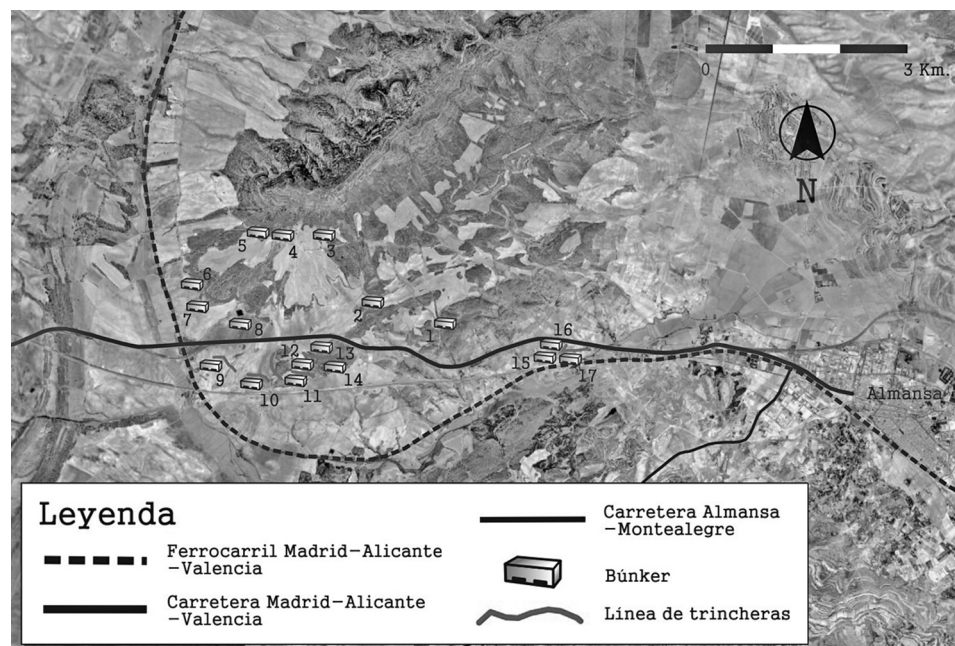 0
3 Km.
N
5
4
3
6
7
8
2
1
16
12
13
15
17
9
14
10
11
Almansa
Leyenda
Ferrocarril Madrid-Alicante
-Valencia
Carretera Madrid-Alicante
-Valencia
Carretera Almansa
-Montealegre
Búnker
Línea de trincheras